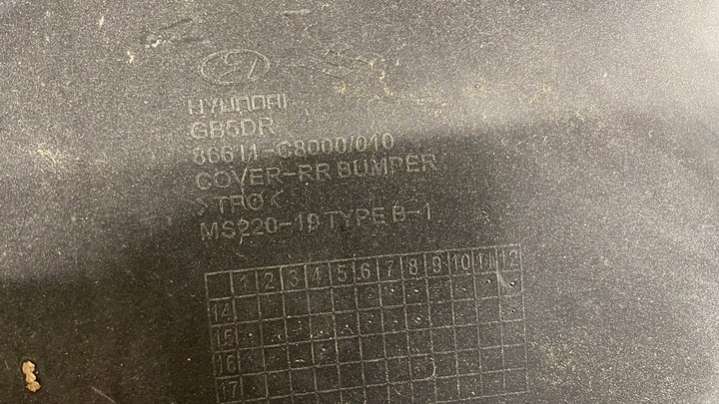 HYUNDAI
GB5DR
86611-C8000/010
COVER-RR BUMPER
>TPO<
MS220-19 TYPE B-1
1 2 3 4 5 6 7 8 9 10 11 12
14
15
16
17